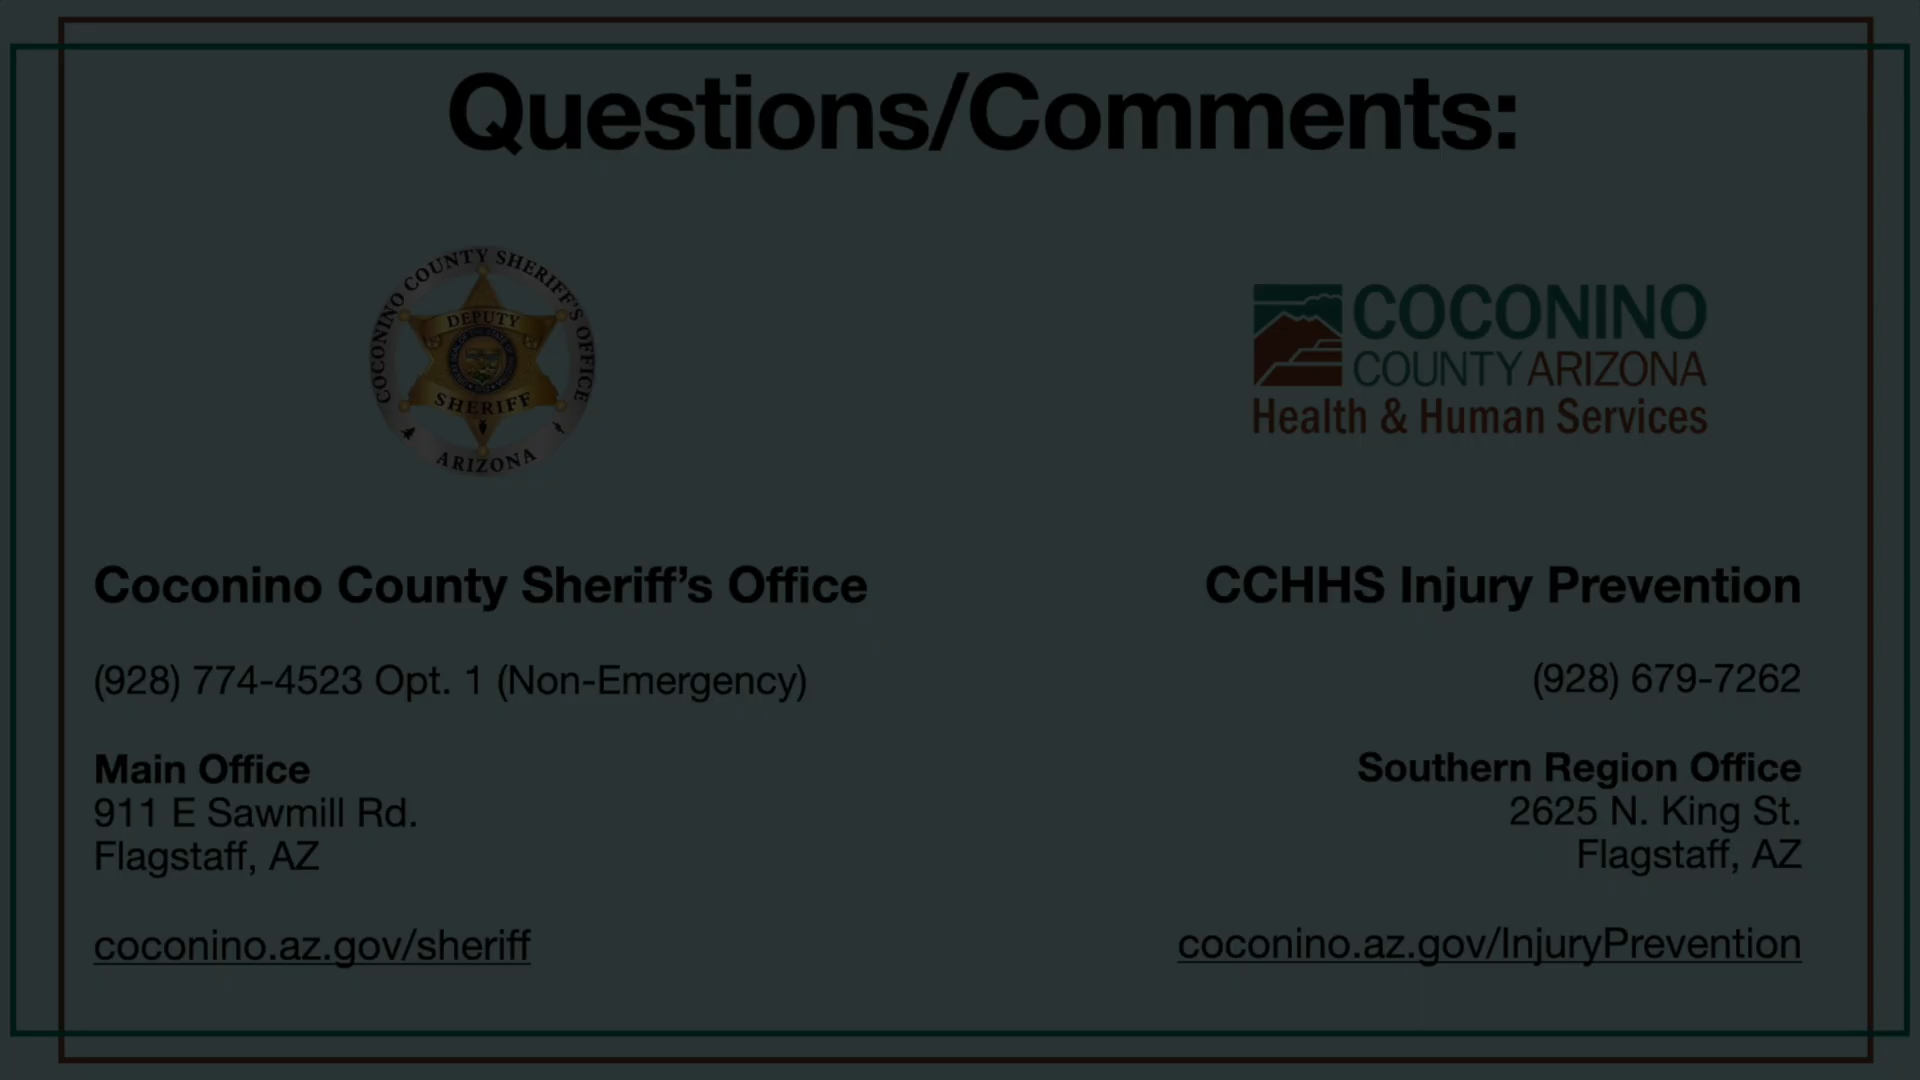 Questions/Comments:
COCONINO COUNTY SHERIFF'S OFFICE
DEPUTY
SHERIFF
ARIZONA
COCONINO
COUNTY ARIZONA
Health & Human Services
Coconino County Sheriff’s Office
(928) 774-4523 Opt. 1 (Non-Emergency)
Main Office
911 E Sawmill Rd.
Flagstaff, AZ
coconino.az.gov/sheriff
CCHHS Injury Prevention
(928) 679-7262
Southern Region Office
2625 N. King St.
Flagstaff, AZ
coconino.az.gov/InjuryPrevention